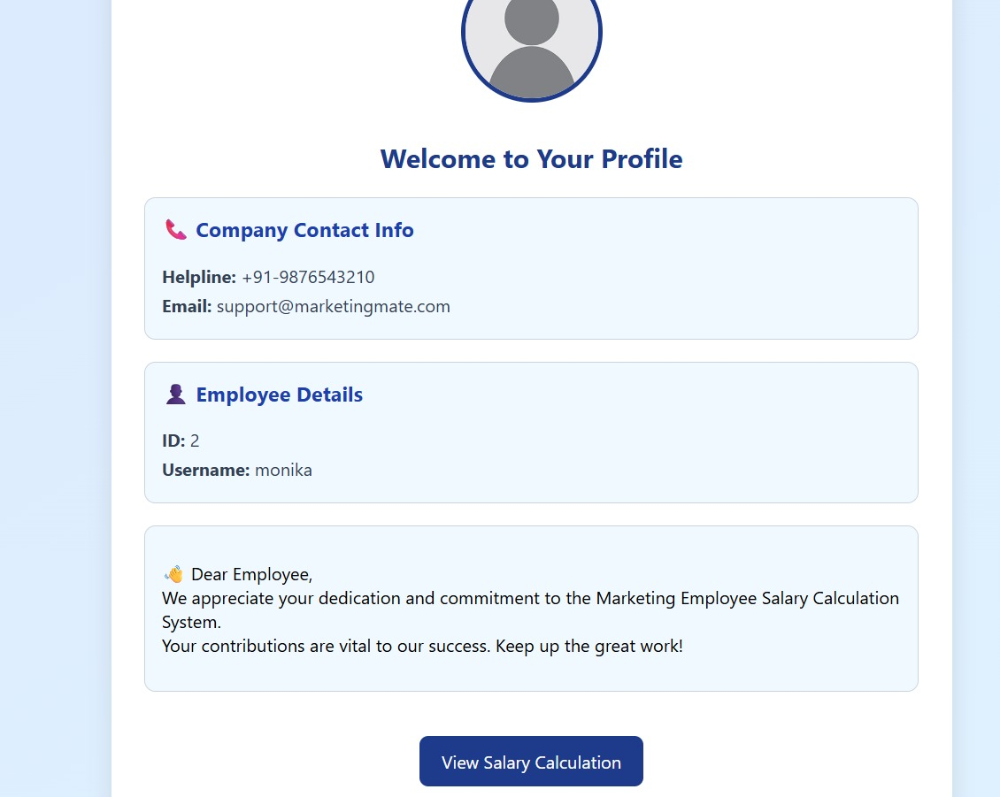 Welcome to Your Profile
📞 Company Contact Info
Helpline: +91-9876543210
Email: support@marketingmate.com
👤 Employee Details
ID: 2
Username: monika
👋 Dear Employee,
We appreciate your dedication and commitment to the Marketing Employee Salary Calculation
System.
Your contributions are vital to our success. Keep up the great work!
View Salary Calculation